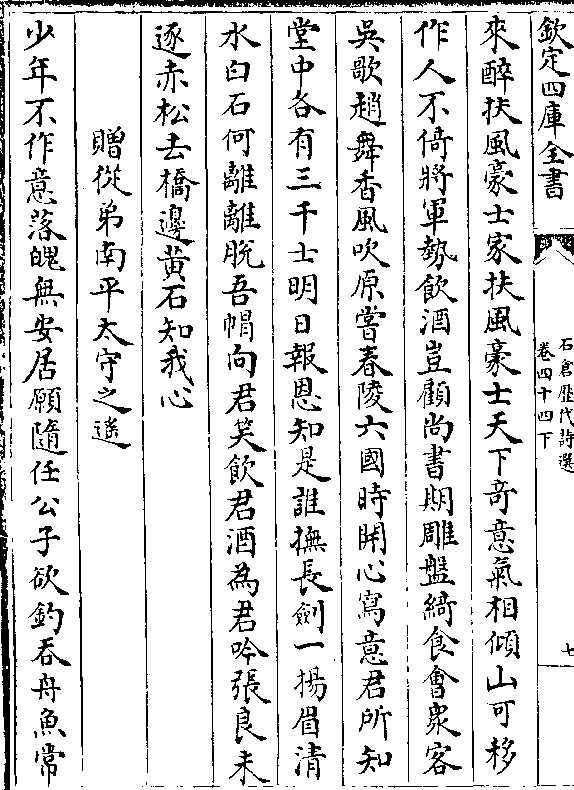 欽定四庫全書
石倉歷代詩選
卷四十四下
七
來醉扶風豪士家扶風豪士天下竒意氣相傾山可移
作人不倚將軍勢飲酒豈顧尚書期雕盤綺食會衆客
吳歌趙舞香風吹原嘗春陵六國時開心寫意君所知
堂中各有三千士明日報恩知是誰撫長劍一揚眉清
水白石何離離脫吾㡌向君笑飲君酒為君吟張良未
逐赤松去橋邊黄石知我心
贈從弟南平太守之遙
少年不作意落魄無安居願隨任公子欲釣吞舟魚常